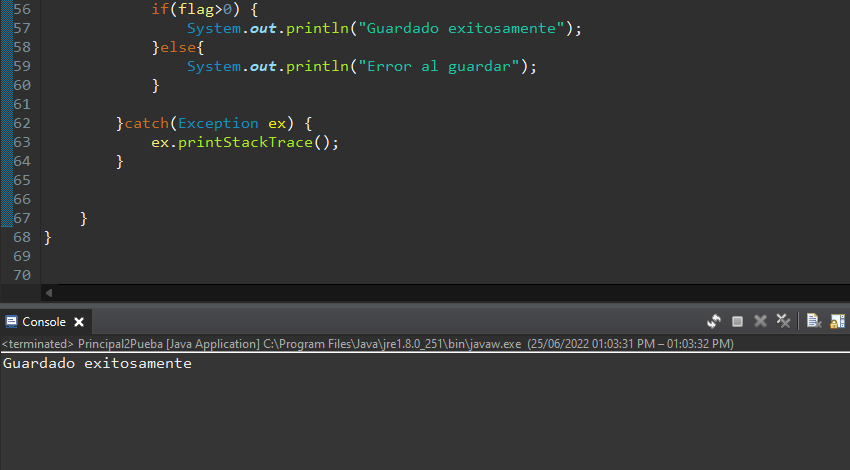 56 if(flag>0) {
57 System.out.println("Guardado exitosamente");
58 }else{
59 System.out.println("Error al guardar");
60 }
61
62 }catch(Exception ex) {
63 ex.printStackTrace();
64 }
65
66
67 }
68 }
69
70
Console
<terminated> Principal2Pueba [Java Application] C:\Program Files\Java\jre1.8.0_251\bin\javaw.exe (25/06/2022 01:03:31 PM – 01:03:32 PM)
Guardado exitosamente